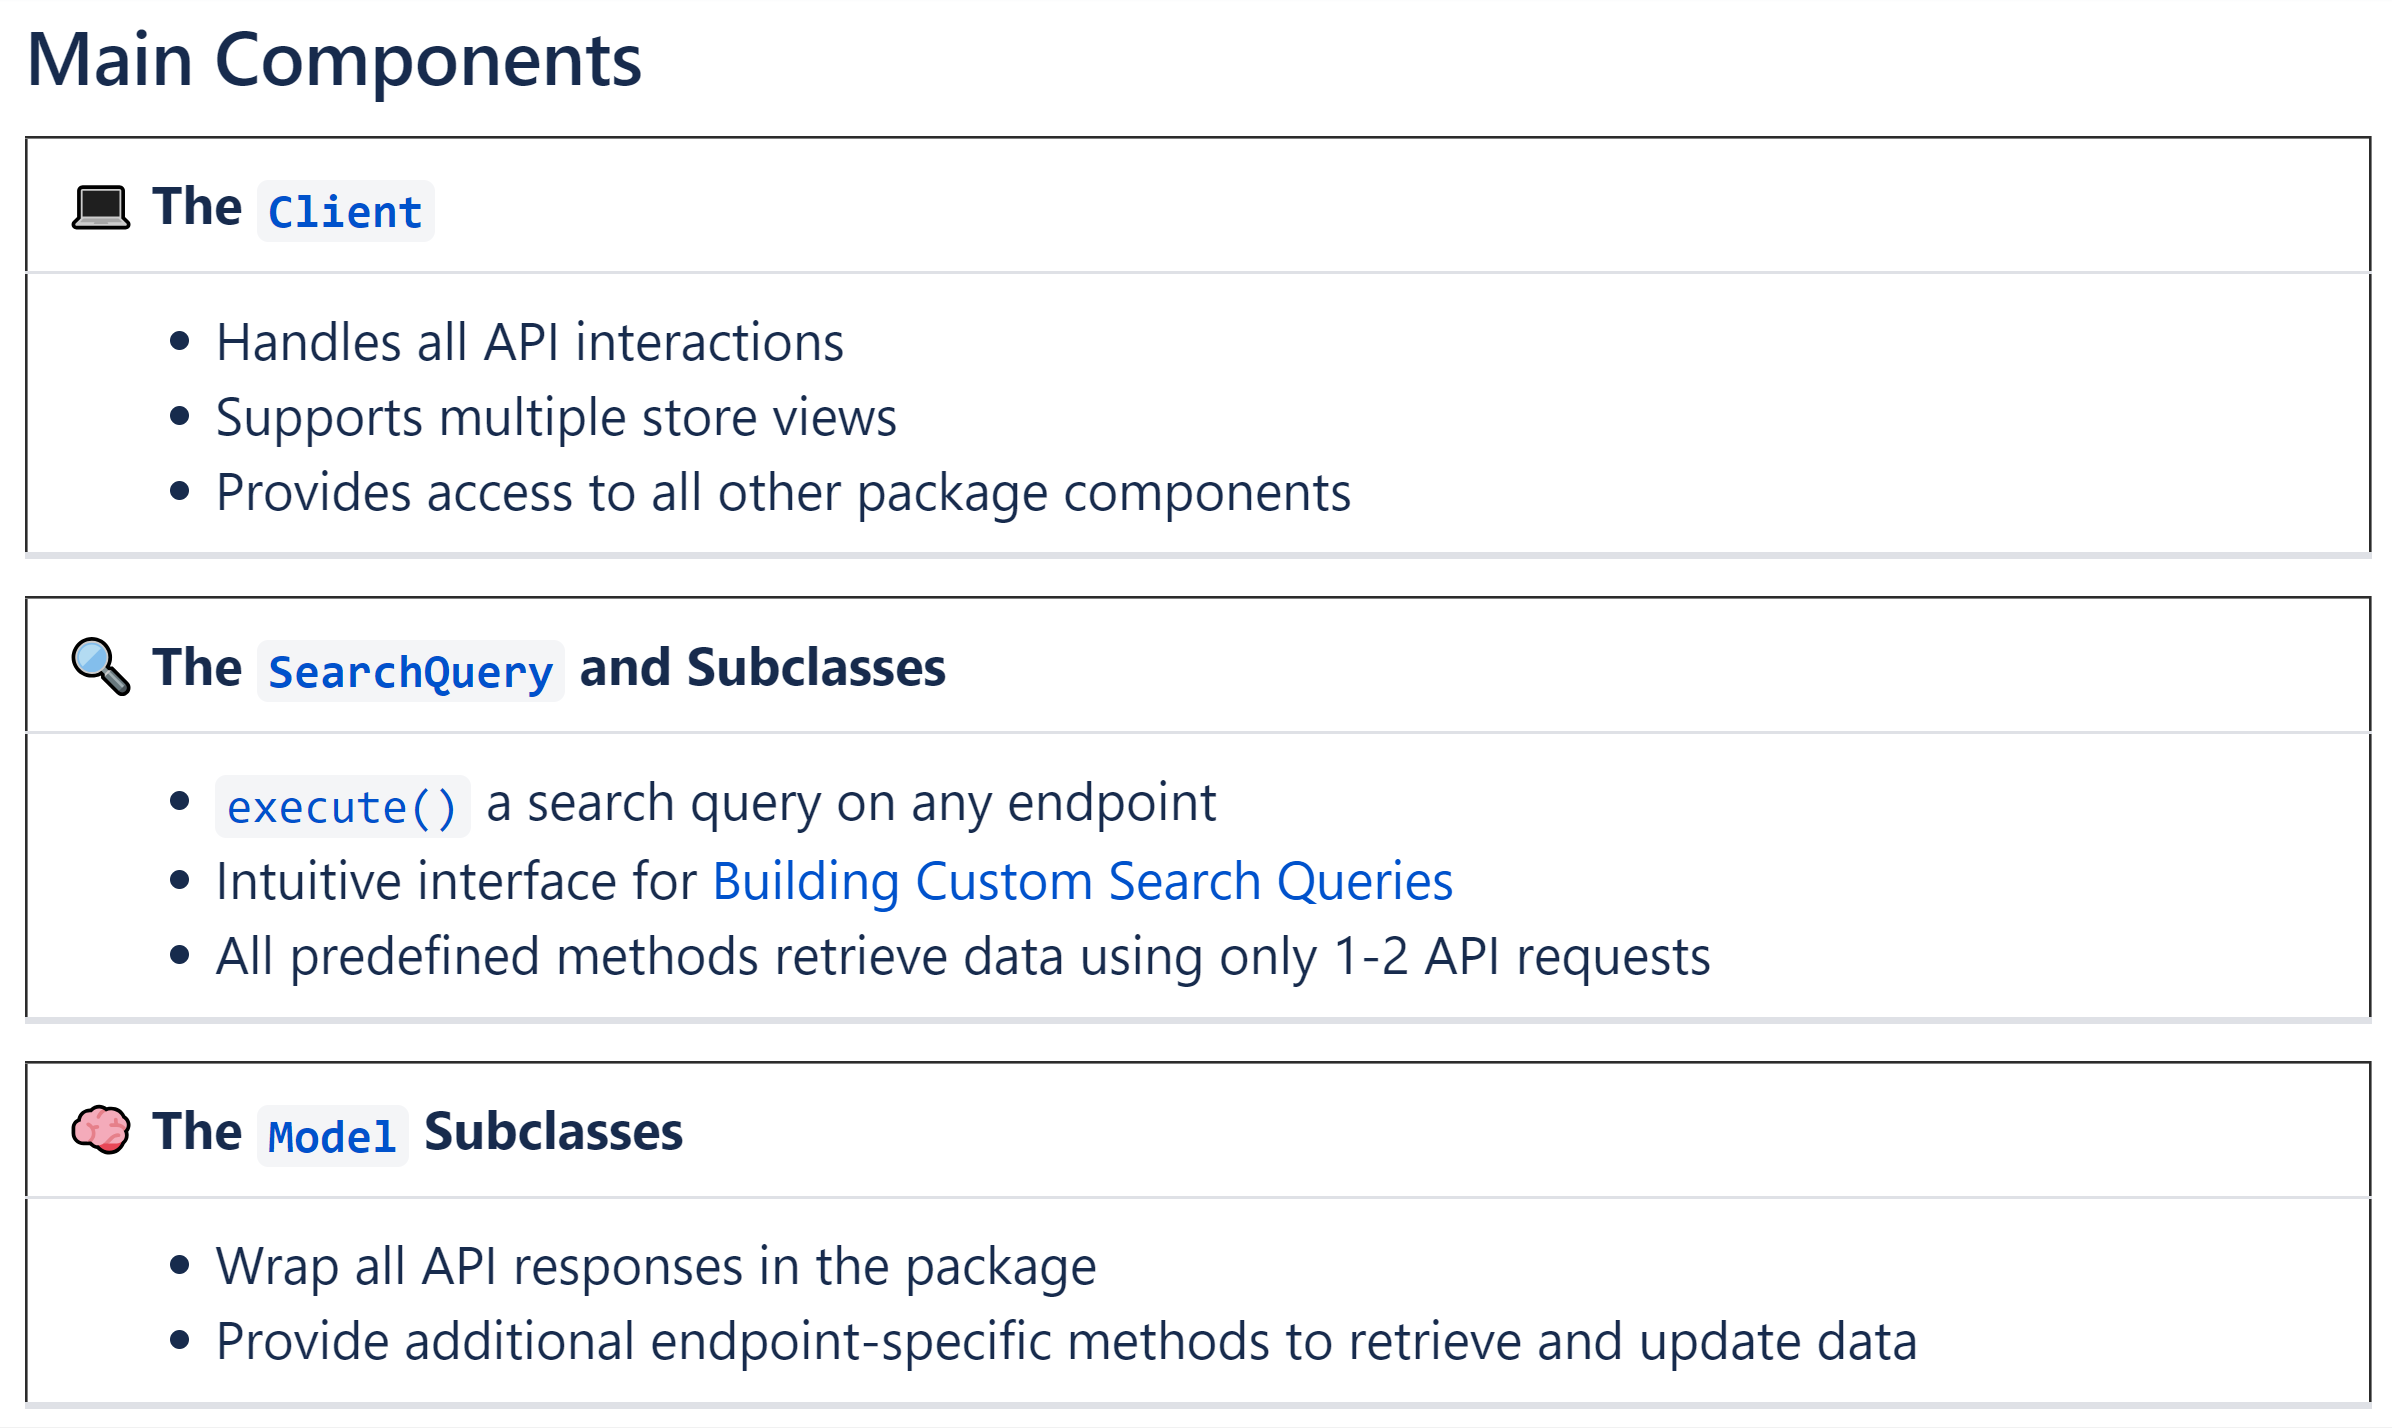 Main Components
The Client
Handles all API interactions
Supports multiple store views
Provides access to all other package components
The SearchQuery and Subclasses
execute() a search query on any endpoint
Intuitive interface for Building Custom Search Queries
All predefined methods retrieve data using only 1-2 API requests
The Model Subclasses
Wrap all API responses in the package
Provide additional endpoint-specific methods to retrieve and update data